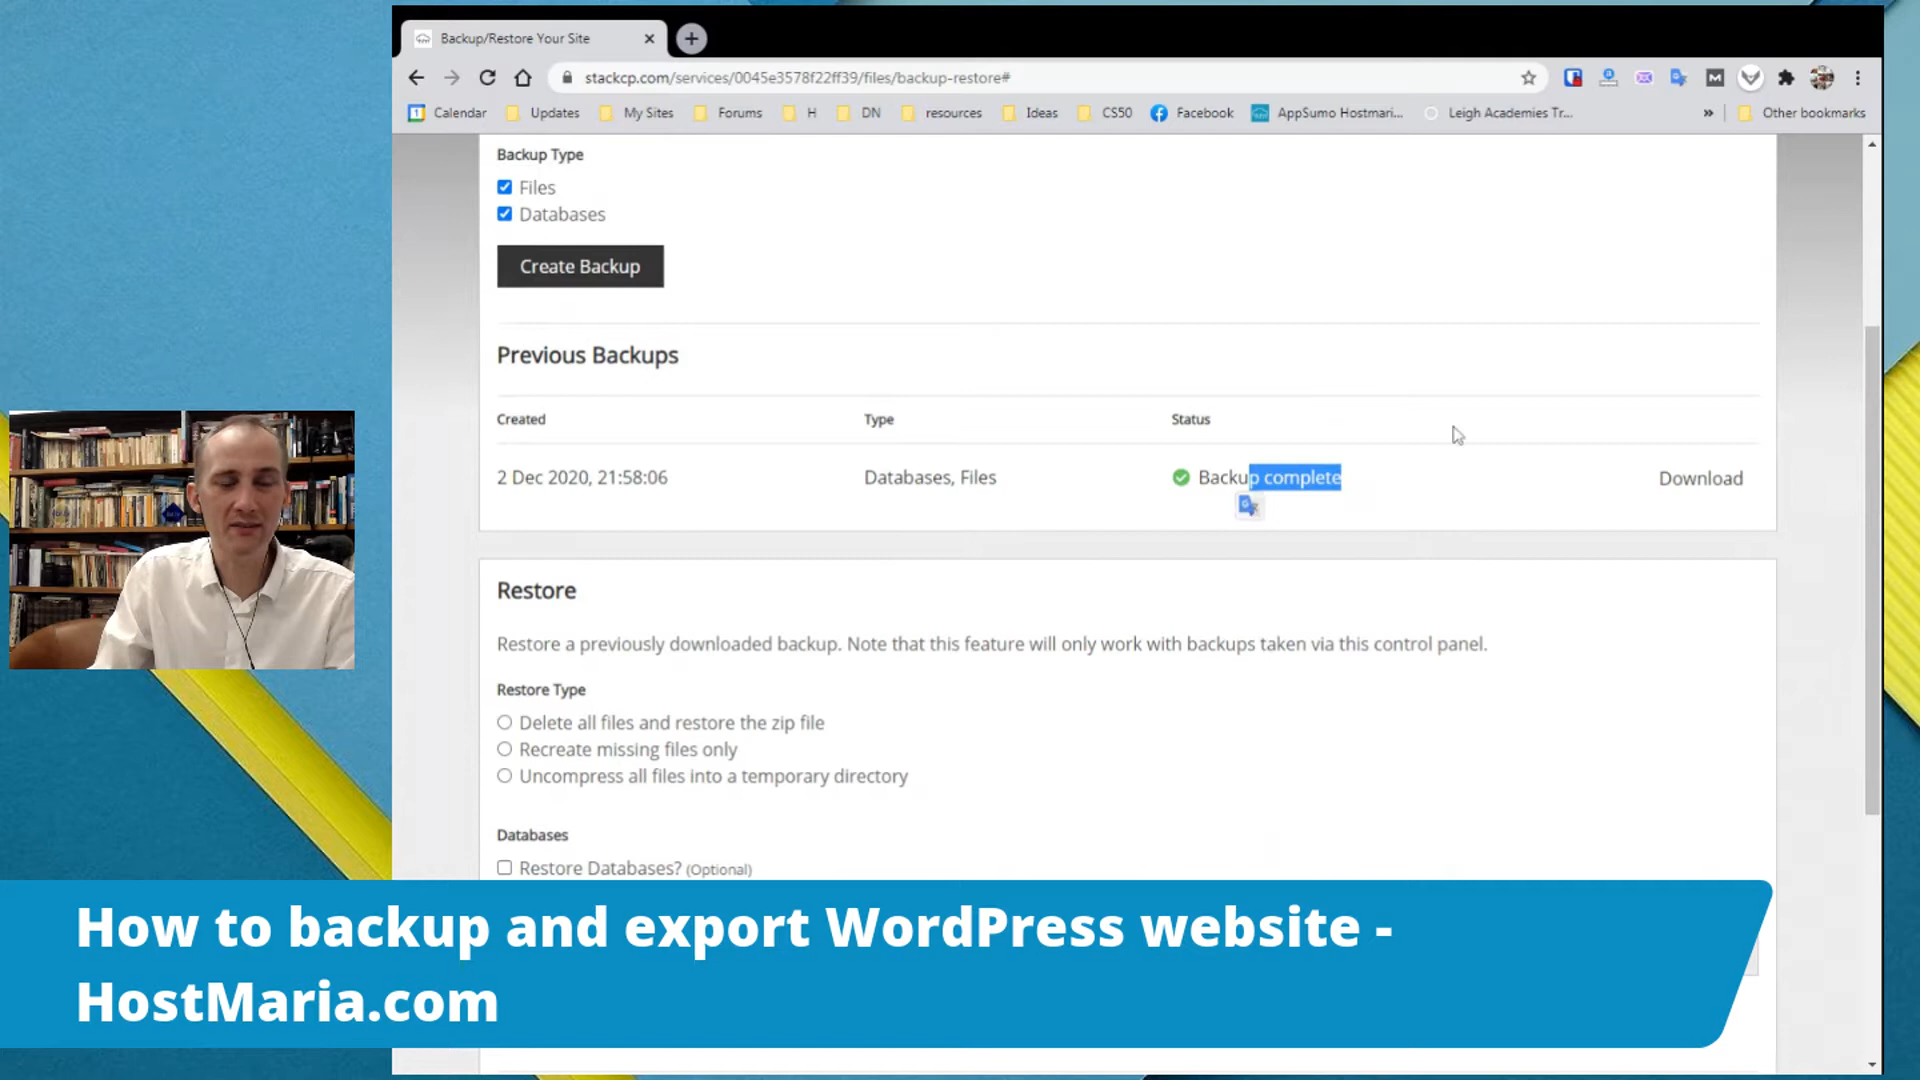 Backup/Restore Your Site
stackcp.com/services/0045e3578f22ff39/files/backup-restore#
Calendar Updates My Sites Forums H DN resources Ideas CS50 Facebook AppSumo Hostmari... Leigh Academies Tr... » Other bookmarks
Backup Type
Files
Databases
Create Backup
Previous Backups
Created Type Status
2 Dec 2020, 21:58:06 Databases, Files Backup complete Download
Restore
Restore a previously downloaded backup. Note that this feature will only work with backups taken via this control panel.
Restore Type
Delete all files and restore the zip file
Recreate missing files only
Uncompress all files into a temporary directory
Databases
Restore Databases? (Optional)
How to backup and export WordPress website -
HostMaria.com